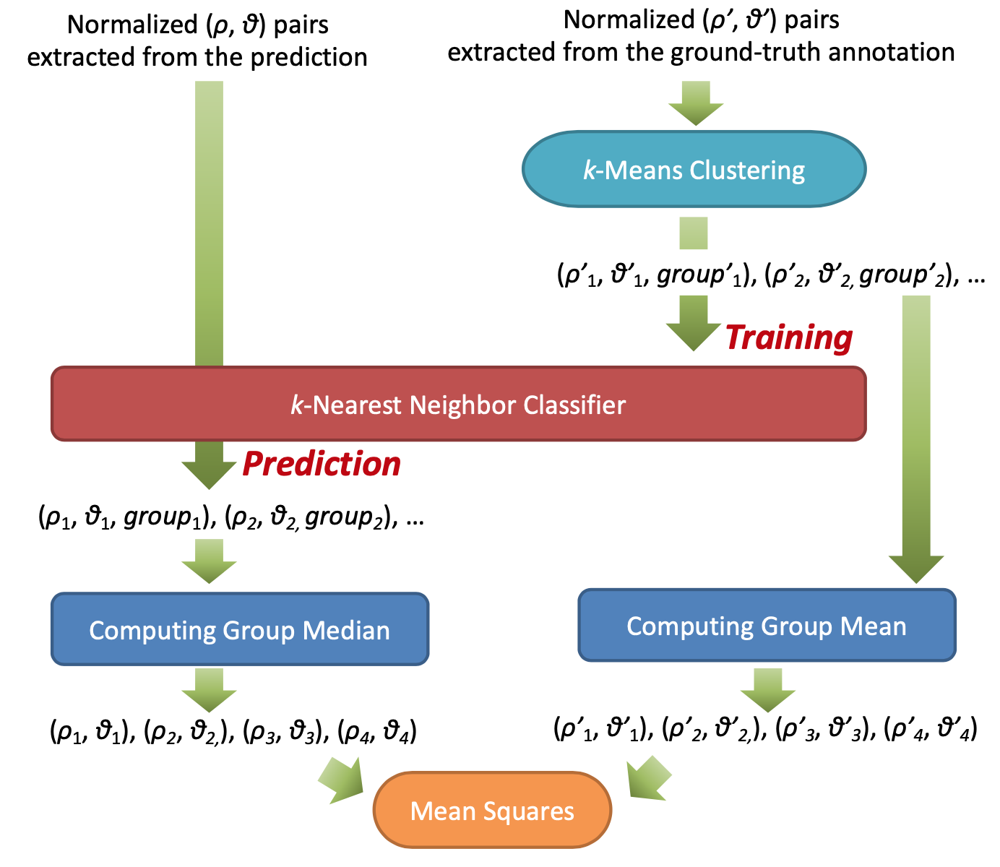 Normalized (ρ, ϑ) pairs
extracted from the prediction
Normalized (ρ’, ϑ’) pairs
extracted from the ground-truth annotation
k-Means Clustering
(ρ’₁, ϑ’₁, group’₁), (ρ’₂, ϑ’₂, group’₂), ...
Training
k-Nearest Neighbor Classifier
Prediction
(ρ₁, ϑ₁, group₁), (ρ₂, ϑ₂, group₂), ...
Computing Group Median
Computing Group Mean
(ρ₁, ϑ₁), (ρ₂, ϑ₂,), (ρ₃, ϑ₃), (ρ₄, ϑ₄)
(ρ’₁, ϑ’₁), (ρ’₂, ϑ’₂,), (ρ’₃, ϑ’₃), (ρ’₄, ϑ’₄)
Mean Squares